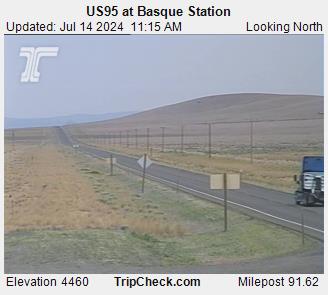 US95 at Basque Station
Updated: Jul 14 2024 11:15 AM Looking North
Elevation 4460 TripCheck.com Milepost 91.62